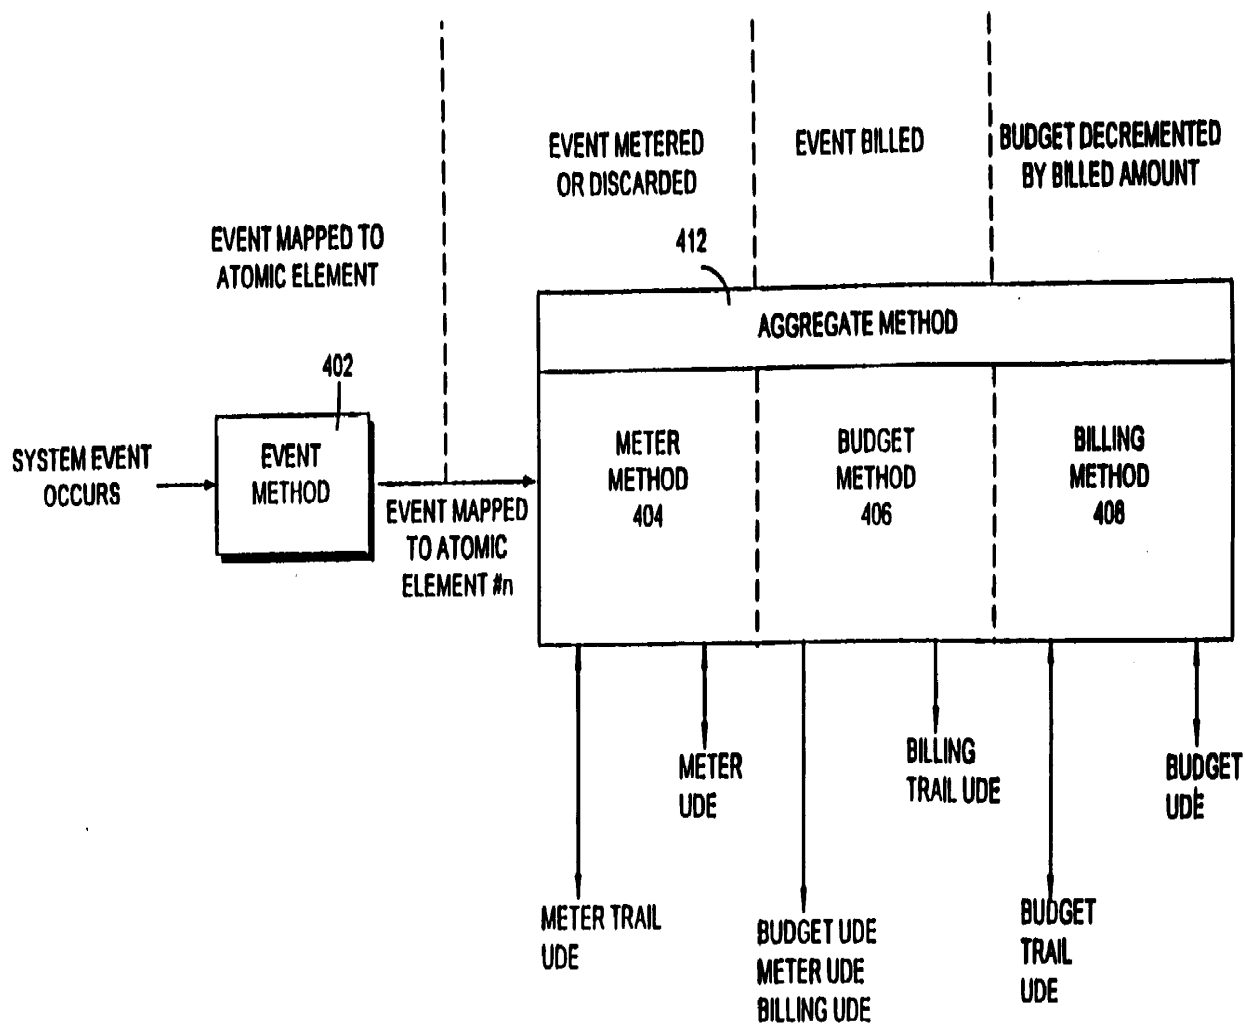 EVENT METERED
OR DISCARDED
EVENT BILLED
BUDGET DECREMENTED
BY BILLED AMOUNT
EVENT MAPPED TO
ATOMIC ELEMENT
412
AGGREGATE METHOD
402
SYSTEM EVENT
OCCURS
EVENT
METHOD
EVENT MAPPED
TO ATOMIC
ELEMENT #n
METER
METHOD
404
BUDGET
METHOD
406
BILLING
METHOD
408
METER
UDE
BILLING
TRAIL UDE
BUDGET
UDE
METER TRAIL
UDE
BUDGET UDE
METER UDE
BILLING UDE
BUDGET
TRAIL
UDE